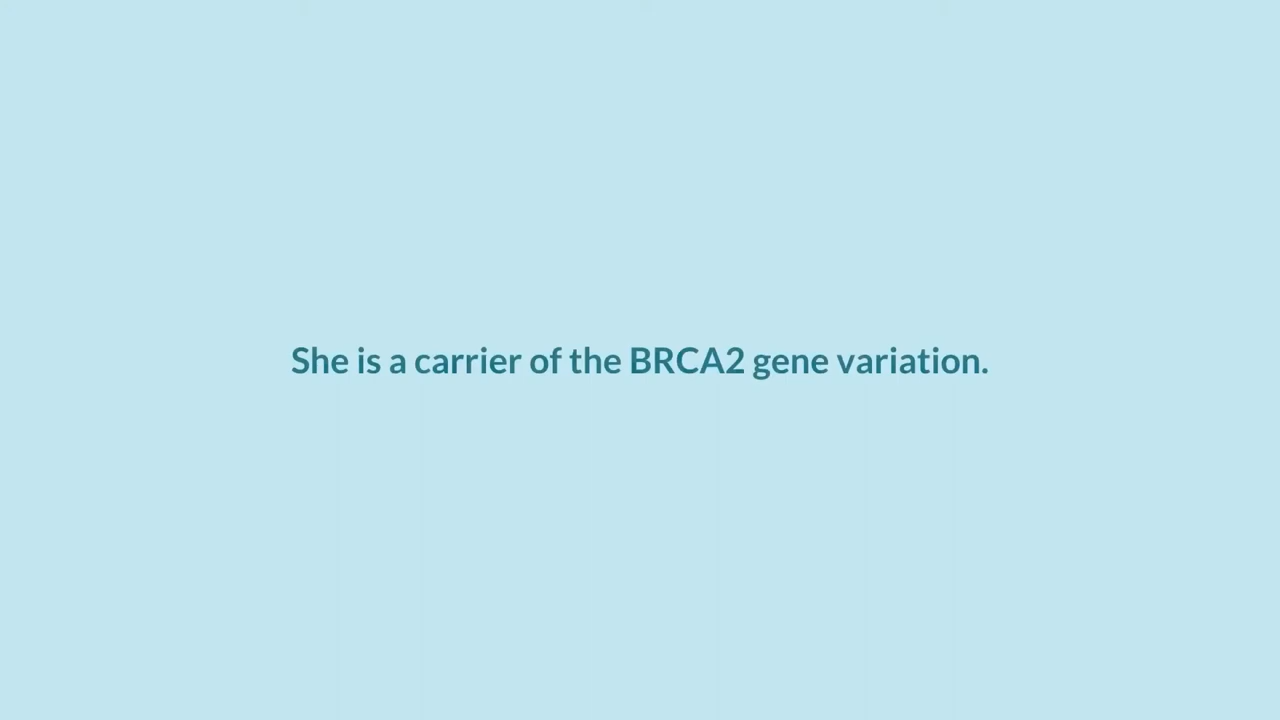 She is a carrier of the BRCA2 gene variation.